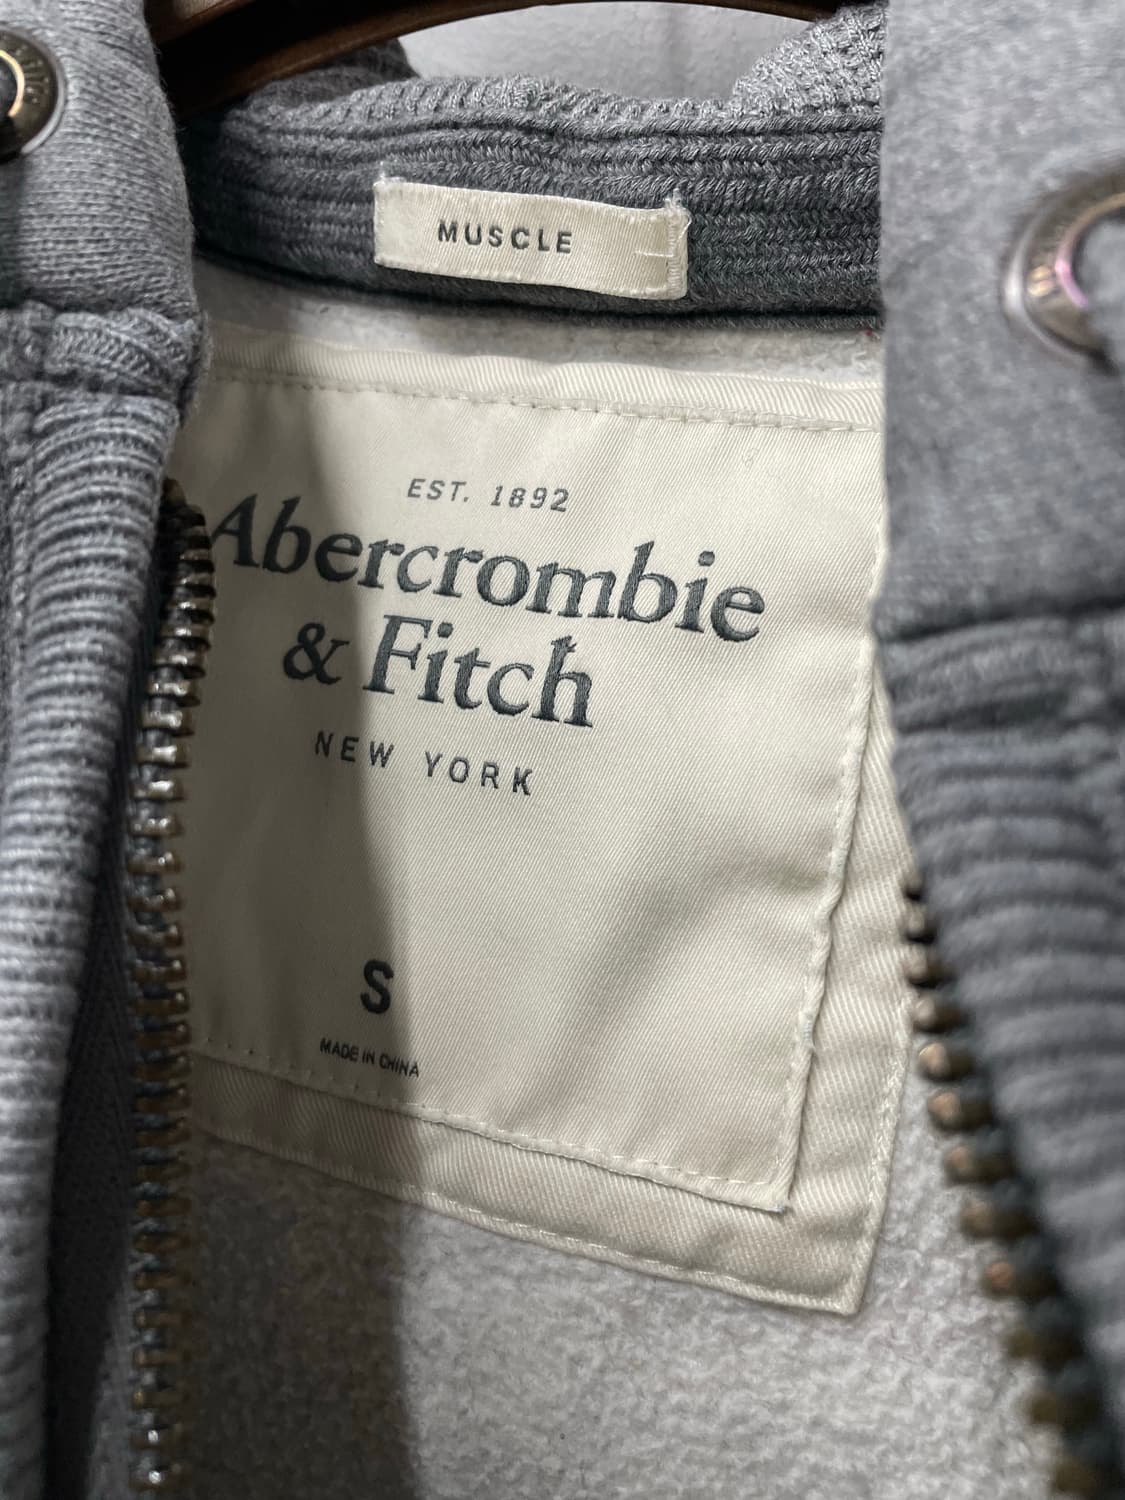 MUSCLE
EST. 1892
Abercrombie
& Fitch
NEW YORK
S
MADE IN CHINA